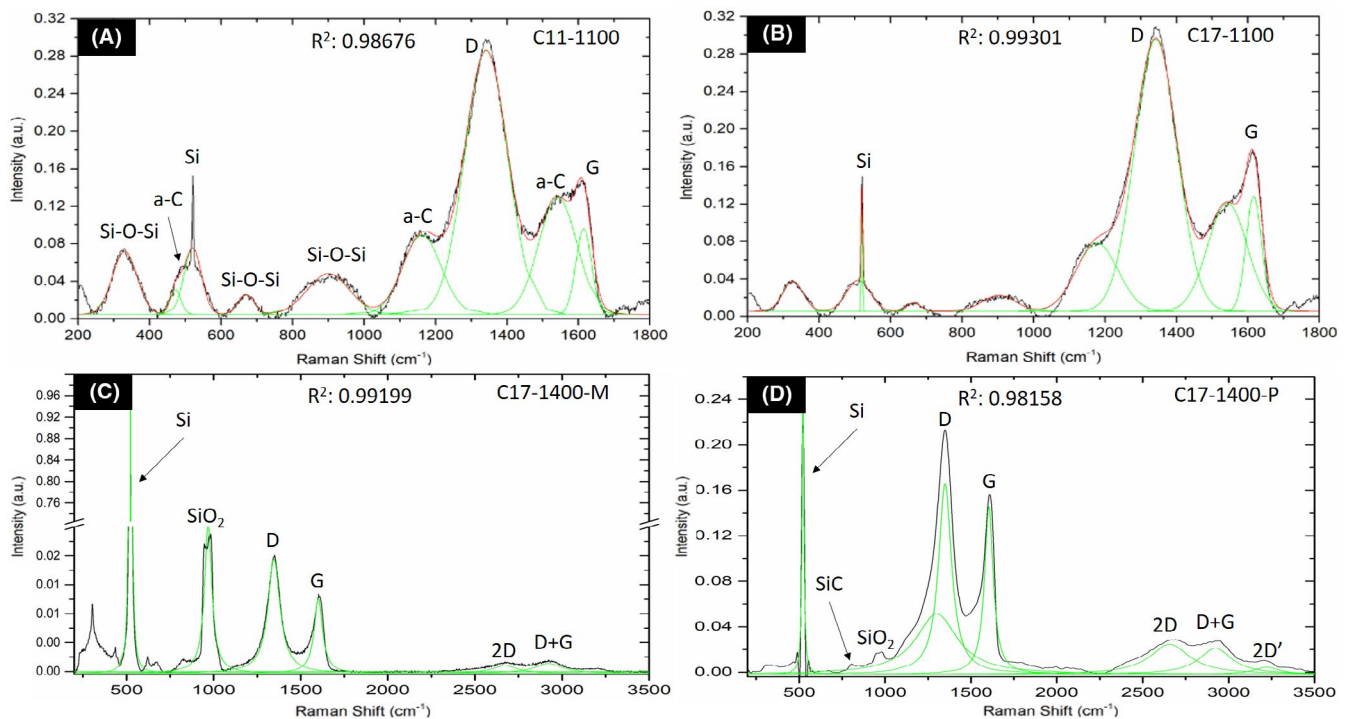 (A)
R²: 0.98676
C11-1100
Intensity (a.u.)
0.32
0.28
0.24
0.20
0.16
0.12
0.08
0.04
0.00
Si-O-Si
a-C
Si
Si-O-Si
Si-O-Si
a-C
D
a-C
G
200 400 600 800 1000 1200 1400 1600 1800
Raman Shift (cm⁻¹)
(B)
R²: 0.99301
C17-1100
Intensity (a.u.)
0.32
0.28
0.24
0.20
0.16
0.12
0.08
0.04
0.00
Si
D
G
200 400 600 800 1000 1200 1400 1600 1800
Raman Shift (cm⁻¹)
(C)
R²: 0.99199
C17-1400-M
Intensity (a.u.)
0.96
0.92
0.88
0.84
0.80
0.76
0.02
0.01
0.01
0.00
0.00
Si
SiO₂
D
G
2D
D+G
500 1000 1500 2000 2500 3000 3500
Raman Shift (cm⁻¹)
(D)
R²: 0.98158
C17-1400-P
Intensity (a.u.)
0.24
0.20
0.16
0.12
0.08
0.04
0.00
Si
SiC
SiO₂
D
G
2D
D+G
2D′
500 1000 1500 2000 2500 3000 3500
Raman Shift (cm⁻¹)